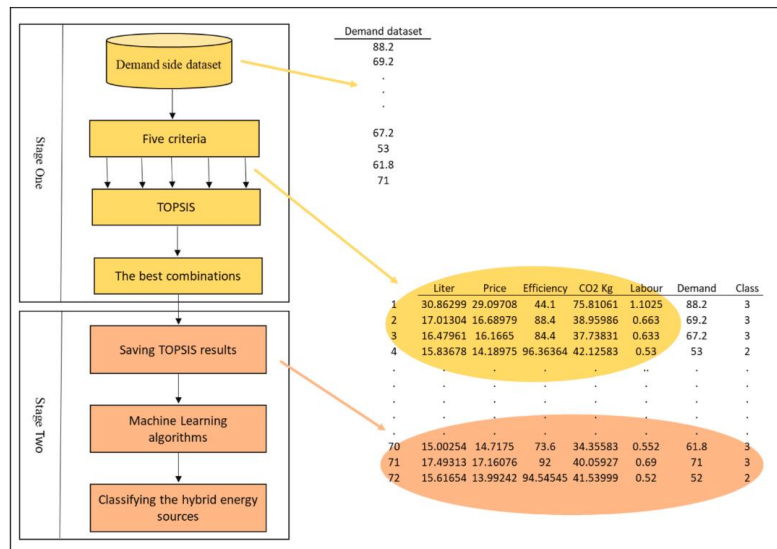 Stage One
Demand side dataset
Five criteria
TOPSIS
The best combinations
Stage Two
Saving TOPSIS results
Machine Learning
algorithms
Classifying the hybrid energy
sources
Demand dataset
88.2
69.2
.
.
.
67.2
53
61.8
71
Liter Price Efficiency CO2 Kg Labour Demand Class
1 30.86299 29.09708 44.1 75.81061 1.1025 88.2 3
2 17.01304 16.68979 88.4 38.95986 0.663 69.2 3
3 16.47961 16.1665 84.4 37.73831 0.633 67.2 3
4 15.83678 14.18975 96.36364 42.12583 0.53 53 2
. . . . .. . .
. . . . . . . .
. . . . . . . .
. . . . . . . .
70 15.00254 14.7175 73.6 34.35583 0.552 61.8 3
71 17.49313 17.16076 92 40.05927 0.69 71 3
72 15.61654 13.99242 94.54545 41.53999 0.52 52 2